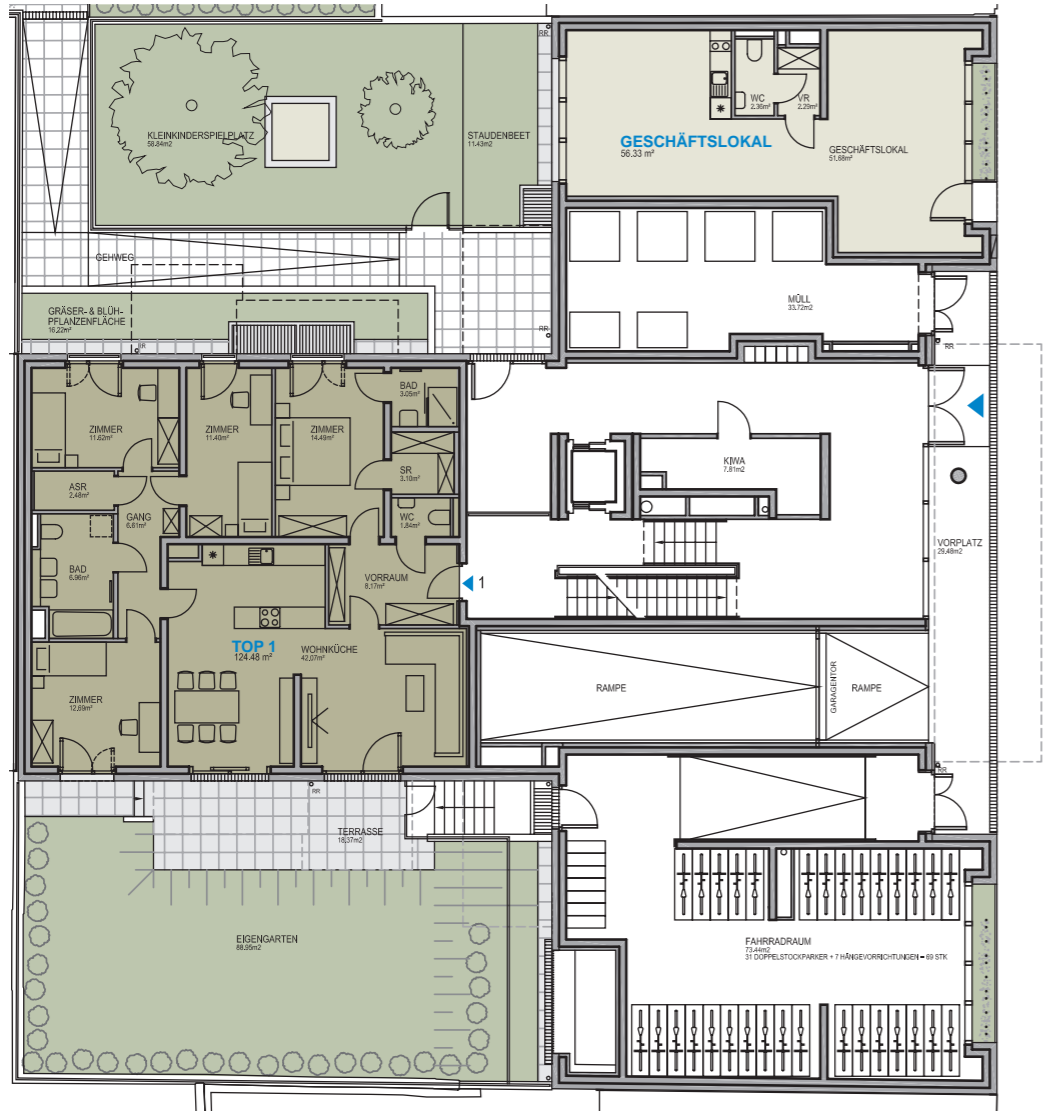 RR
KLEINKINDERSPIELPLATZ
58.84m2
STAUDENBEET
11.43m2
WC
2.36m²
VR
2.29m²
GESCHÄFTSLOKAL
56.33 m²
GESCHÄFTSLOKAL
51,68m²
GEHWEG
GRÄSER- & BLÜH-
PFLANZENFLÄCHE
16,22m²
RR
RR
MÜLL
33,72m2
RR
ZIMMER
11.62m²
ZIMMER
11.40m²
ZIMMER
14.49m²
BAD
3.05m²
SR
3.10m²
ASR
2.48m²
GANG
6.61m²
WC
1,84m²
BAD
6.96m²
VORRAUM
8,17m²
1
KIWA
7.81m2
VORPLATZ
29,48m2
TOP 1
124.48 m²
WOHNKÜCHE
42,07m²
ZIMMER
12,69m²
RAMPE
GARAGENTOR
RAMPE
RR
RR
TERRASSE
18,37m2
EIGENGARTEN
88.95m2
FAHRRADRAUM
73.44m2
31 DOPPELSTOCKPARKER + 7 HÄNGEVORRICHTUNGEN = 69 STK